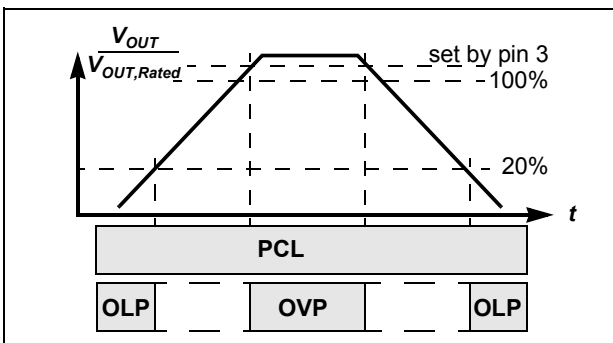 V_OUT
V_OUT,Rated
set by pin 3
100%
20%
t
PCL
OLP OVP OLP